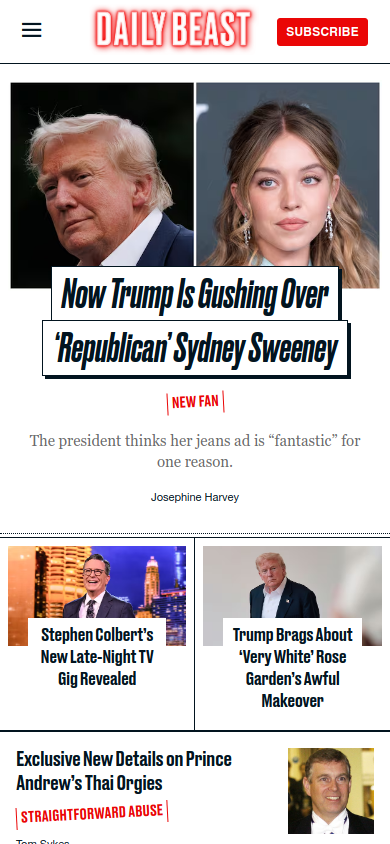 DAILY BEAST
SUBSCRIBE
Now Trump Is Gushing Over
‘Republican’ Sydney Sweeney
NEW FAN
The president thinks her jeans ad is “fantastic” for
one reason.
Josephine Harvey
Stephen Colbert’s
New Late-Night TV
Gig Revealed
Trump Brags About
‘Very White’ Rose
Garden’s Awful
Makeover
Exclusive New Details on Prince
Andrew’s Thai Orgies
STRAIGHTFORWARD ABUSE
Tom Sykes